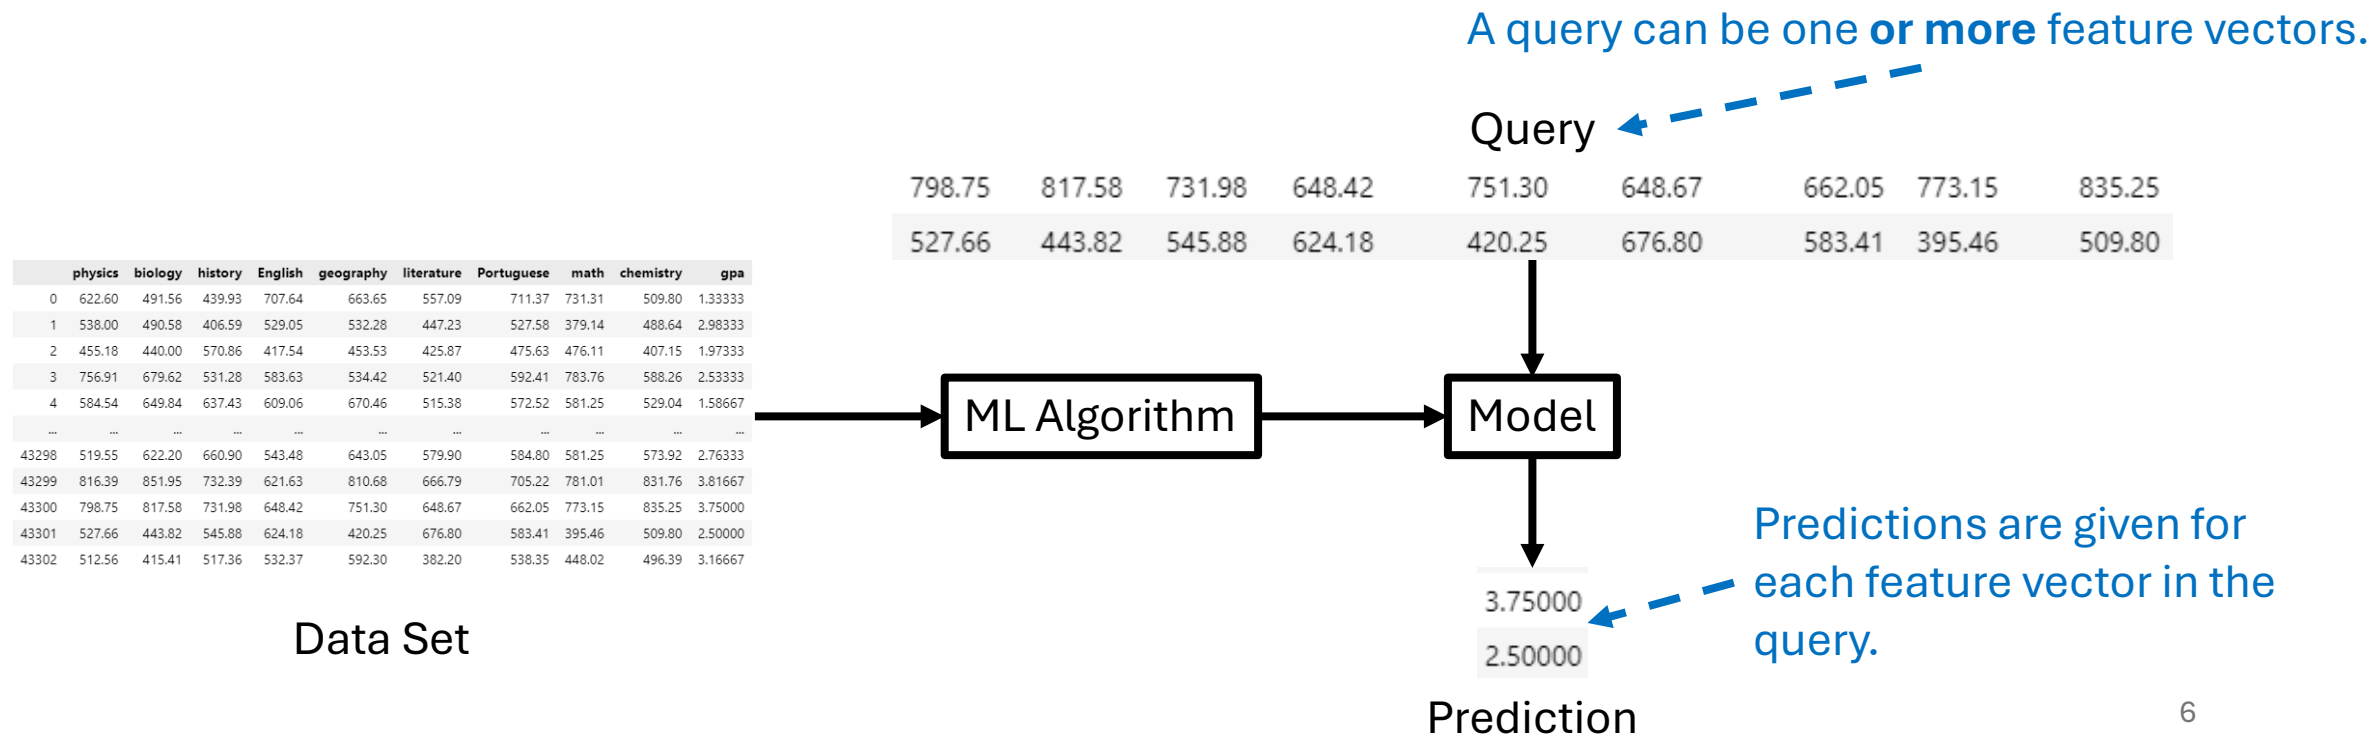 A query can be one or more feature vectors.
Query
798.75 817.58 731.98 648.42 751.30 648.67 662.05 773.15 835.25
527.66 443.82 545.88 624.18 420.25 676.80 583.41 395.46 509.80
physics biology history English geography literature Portuguese math chemistry gpa
0 622.60 491.56 439.93 707.64 663.65 557.09 711.37 731.31 509.80 1.33333
1 538.00 490.58 406.59 529.05 532.28 447.23 527.58 379.14 488.64 2.98333
2 455.18 440.00 570.86 417.54 453.53 425.87 475.63 476.11 407.15 1.97333
3 756.91 679.62 531.28 583.63 534.42 521.40 592.41 783.76 588.26 2.53333
4 584.54 649.84 637.43 609.06 670.46 515.38 572.52 581.25 529.04 1.58667
... ... ... ... ... ... ... ... ... ... ...
43298 519.55 622.20 660.90 543.48 643.05 579.90 584.80 581.25 573.92 2.76333
43299 816.39 851.95 732.39 621.63 810.68 666.79 705.22 781.01 831.76 3.81667
43300 798.75 817.58 731.98 648.42 751.30 648.67 662.05 773.15 835.25 3.75000
43301 527.66 443.82 545.88 624.18 420.25 676.80 583.41 395.46 509.80 2.50000
43302 512.56 415.41 517.36 532.37 592.30 382.20 538.35 448.02 496.39 3.16667
Data Set
ML Algorithm
Model
3.75000
2.50000
Prediction
Predictions are given for
each feature vector in the
query.
6